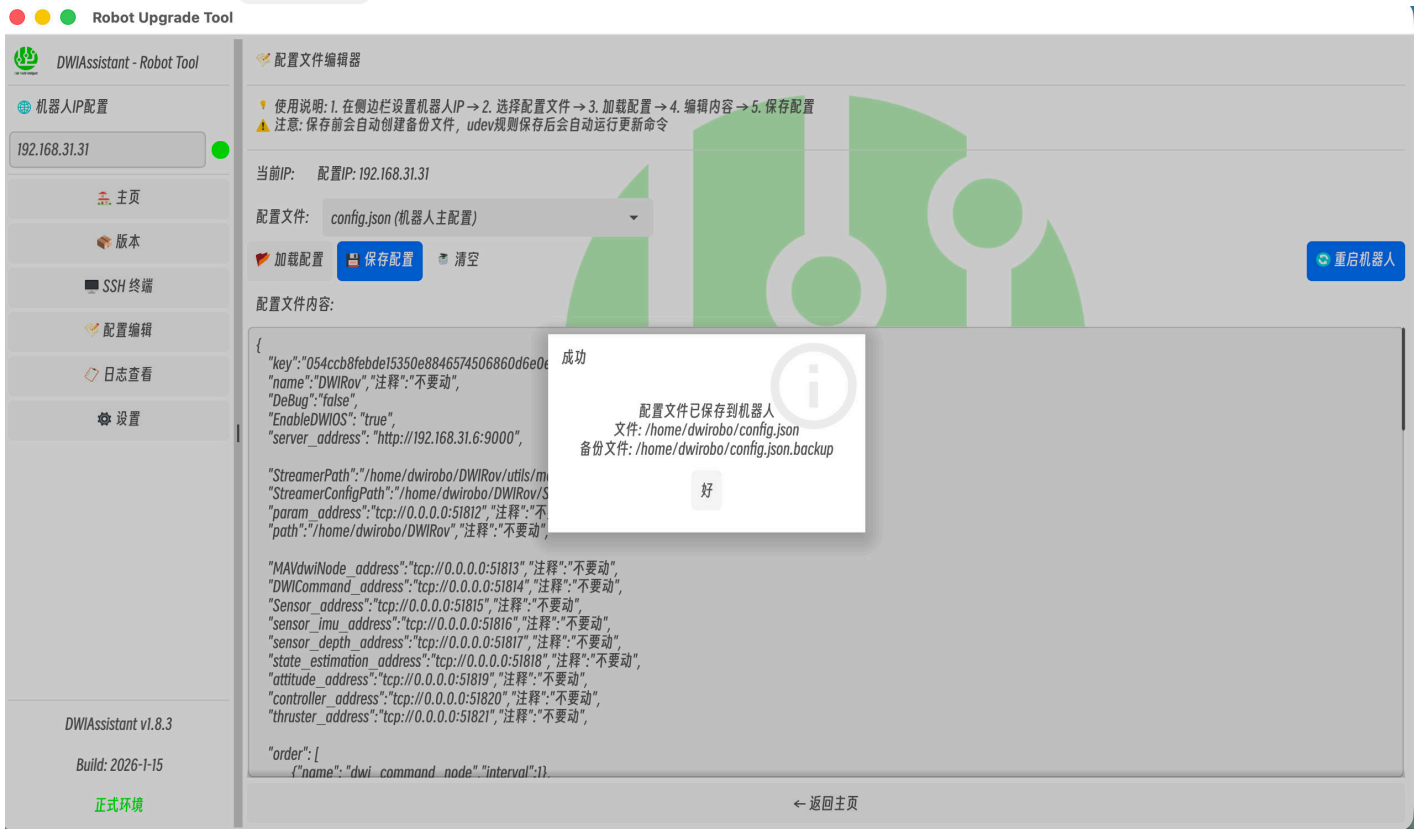 Robot Upgrade Tool
DWIAssistant - Robot Tool
机器人IP配置
192.168.31.31
主页
版本
SSH 终端
配置编辑
日志查看
设置
DWIAssistant v1.8.3
Build: 2026-1-15
正式环境
配置文件编辑器
使用说明: 1. 在侧边栏设置机器人IP → 2. 选择配置文件 → 3. 加载配置 → 4. 编辑内容 → 5. 保存配置
注意: 保存前会自动创建备份文件，udev规则保存后会自动运行更新命令
当前IP: 配置IP: 192.168.31.31
配置文件: config.json (机器人主配置)
加载配置 保存配置 清空 重启机器人
配置文件内容:
{
"key":"054ccb8febde15350e8846574506860d6e0e
"name":"DWIRov","注释":"不要动",
"DeBug":"false",
"EnableDWIOS": "true",
"server_address": "http://192.168.31.6:9000",
"StreamerPath":"/home/dwirobo/DWIRov/utils/m
"StreamerConfigPath":"/home/dwirobo/DWIRov/S
"param_address":"tcp://0.0.0.0:51812","注释":"不
"path":"/home/dwirobo/DWIRov","注释":"不要动",
"MAVdwiNode_address":"tcp://0.0.0.0:51813","注释":"不要动",
"DWICommand_address":"tcp://0.0.0.0:51814","注释":"不要动",
"Sensor_address":"tcp://0.0.0.0:51815","注释":"不要动",
"sensor_imu_address":"tcp://0.0.0.0:51816","注释":"不要动",
"sensor_depth_address":"tcp://0.0.0.0:51817","注释":"不要动",
"state_estimation_address":"tcp://0.0.0.0:51818","注释":"不要动",
"attitude_address":"tcp://0.0.0.0:51819","注释":"不要动",
"controller_address":"tcp://0.0.0.0:51820","注释":"不要动",
"thruster_address":"tcp://0.0.0.0:51821","注释":"不要动",
"order": [
{"name": "dwi_command_node","interval":1},
成功
配置文件已保存到机器人
文件: /home/dwirobo/config.json
备份文件: /home/dwirobo/config.json.backup
好
← 返回主页